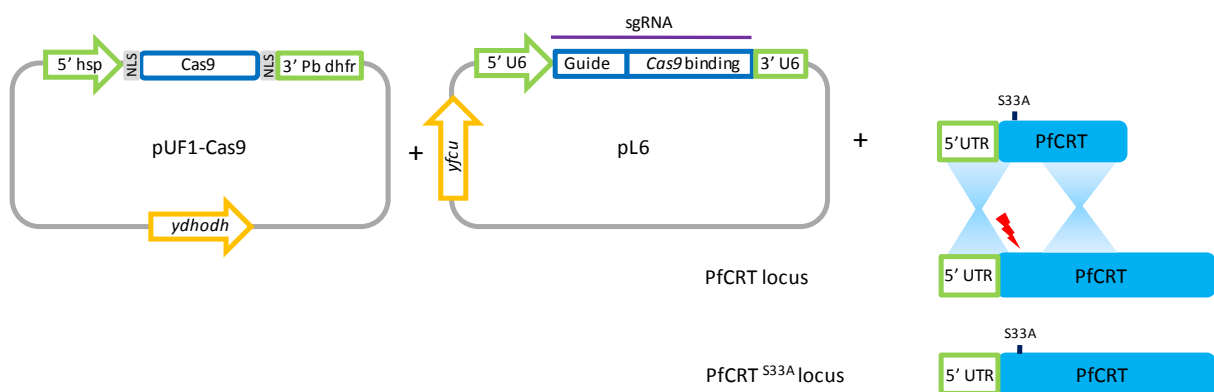 sgRNA
5' hsp NLS Cas9 NLS 3' Pb dhfr
5' U6 Guide Cas9 binding 3' U6
S33A
pUF1-Cas9
+
yfcu
pL6
+
5'UTR PfCRT
ydhodh
PfCRT locus
5' UTR PfCRT
S33A
PfCRT S33A locus
5' UTR PfCRT